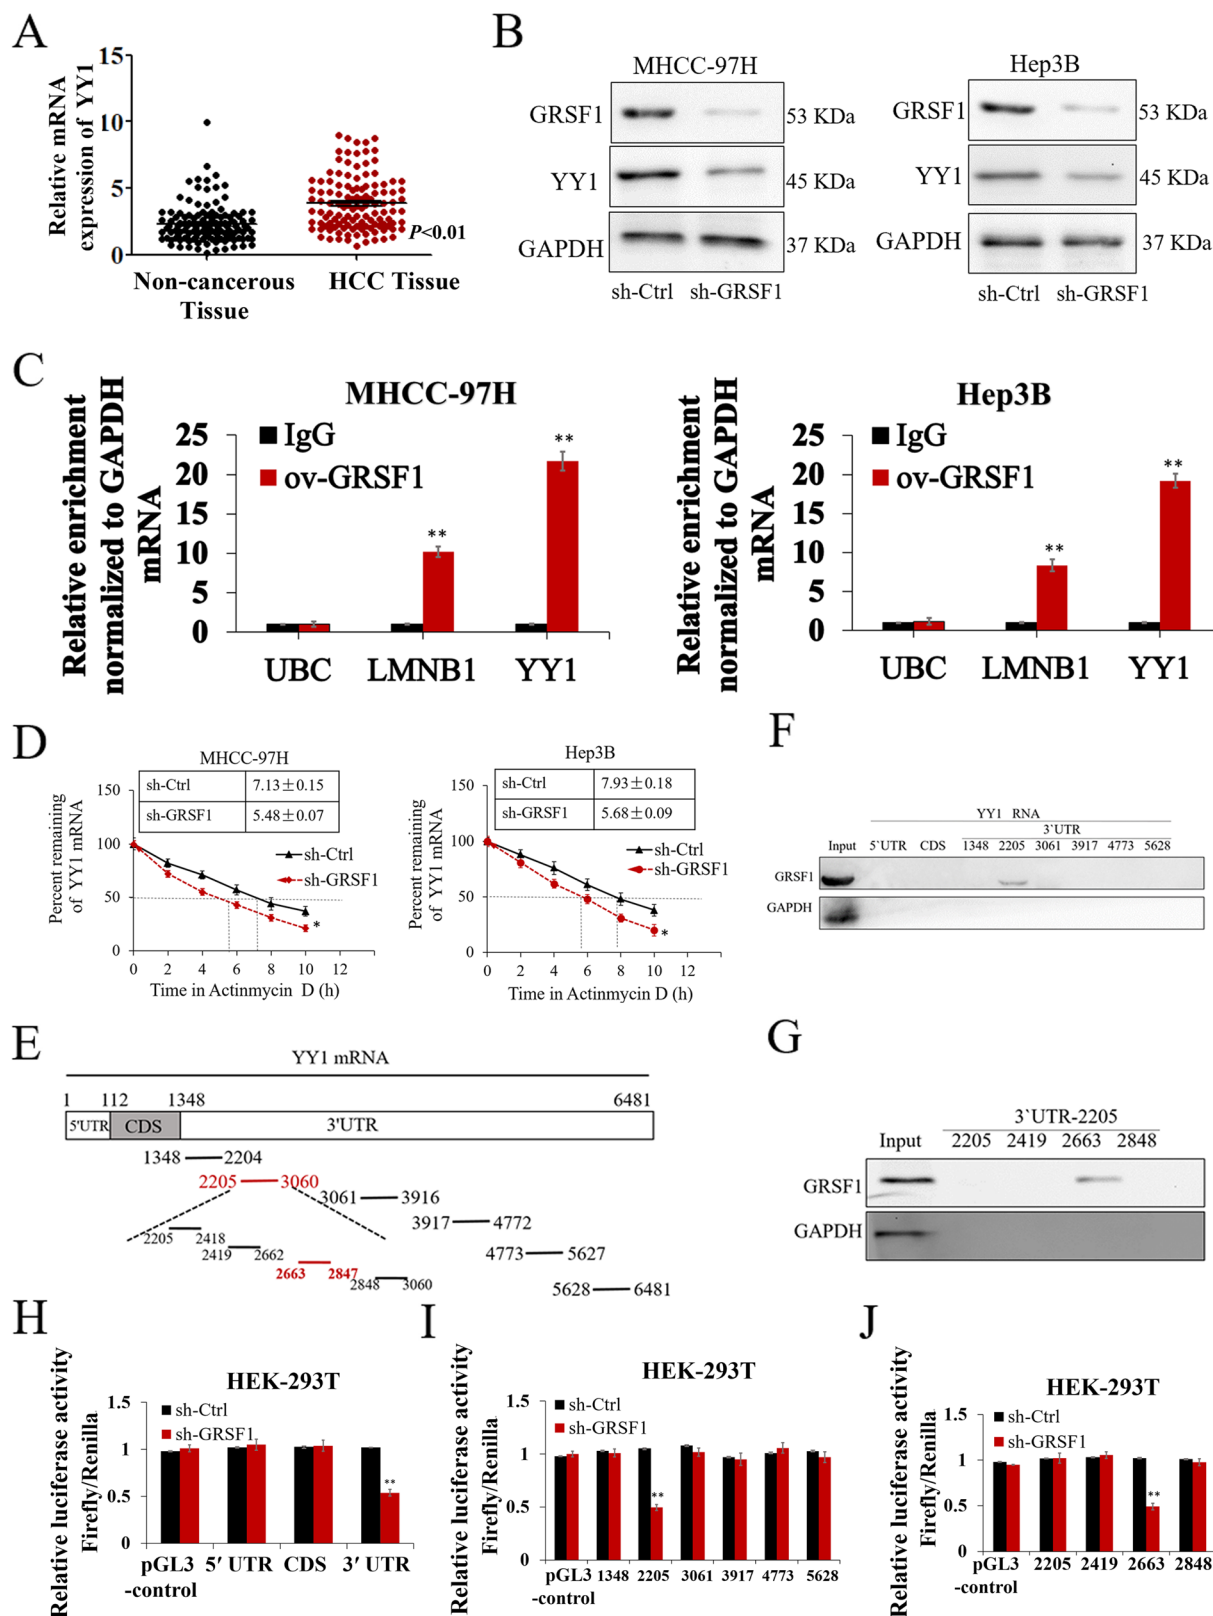 A
Relative mRNA
expression of YY1
15
10
5
0
P<0.01
Non-cancerous
Tissue
HCC Tissue
B
MHCC-97H
GRSF1
53 KDa
YY1
45 KDa
GAPDH
37 KDa
sh-Ctrl sh-GRSF1
Hep3B
GRSF1
53 KDa
YY1
45 KDa
GAPDH
37 KDa
sh-Ctrl sh-GRSF1
C
MHCC-97H
Relative enrichment
normalized to GAPDH
mRNA
25
20
15
10
5
0
IgG
ov-GRSF1
**
**
UBC LMNB1 YY1
Hep3B
Relative enrichment
normalized to GAPDH
mRNA
25
20
15
10
5
0
IgG
ov-GRSF1
**
**
UBC LMNB1 YY1
D
MHCC-97H
sh-Ctrl 7.13±0.15
sh-GRSF1 5.48±0.07
Percent remaining
of YY1 mRNA
150
100
50
0
sh-Ctrl
sh-GRSF1
*
0 2 4 6 8 10 12
Time in Actinmycin D (h)
Hep3B
sh-Ctrl 7.93±0.18
sh-GRSF1 5.68±0.09
Percent remaining
of YY1 mRNA
150
100
50
0
sh-Ctrl
sh-GRSF1
*
0 2 4 6 8 10 12
Time in Actinmycin D (h)
F
YY1 RNA
3`UTR
Input 5`UTR CDS 1348 2205 3061 3917 4773 5628
GRSF1
GAPDH
E
YY1 mRNA
1 112 1348 6481
5'UTR CDS 3'UTR
1348 2204
2205 3060
3061 3916
3917 4772
4773 5627
5628 6481
2205 2418
2419 2662
2663 2847
2848 3060
G
3`UTR-2205
Input 2205 2419 2663 2848
GRSF1
GAPDH
H
Relative luciferase activity
Firefly/Renilla
HEK-293T
1.5
1
0.5
0
sh-Ctrl
sh-GRSF1
**
pGL3
-control
5' UTR CDS 3' UTR
I
Relative luciferase activity
Firefly/Renilla
HEK-293T
1.5
1
0.5
0
sh-Ctrl
sh-GRSF1
**
pGL3
-control
1348 2205 3061 3917 4773 5628
J
Relative luciferase activity
Firefly/Renilla
HEK-293T
1.5
1
0.5
0
sh-Ctrl
sh-GRSF1
**
pGL3
-control
2205 2419 2663 2848